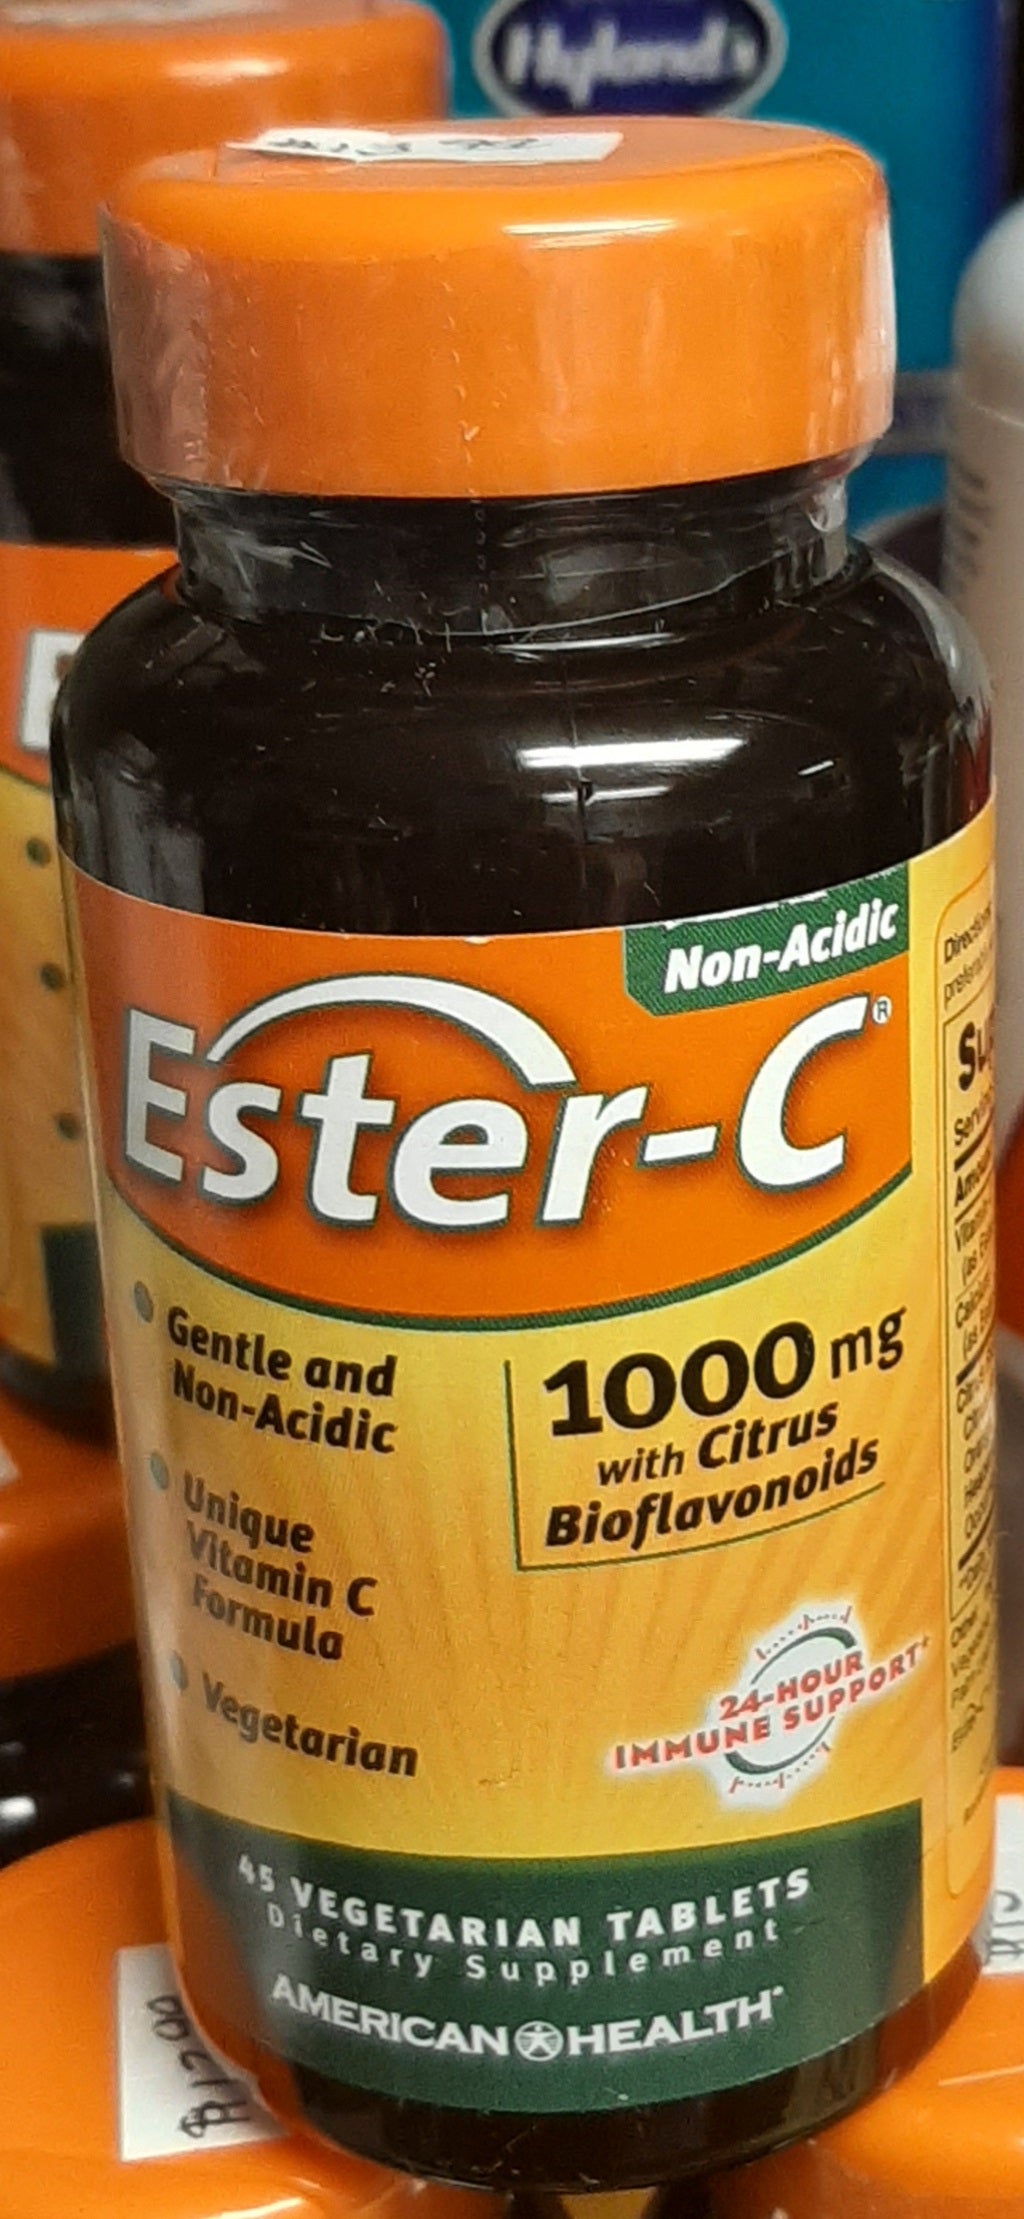 Hyland's
Non-Acidic
Ester-C®
Gentle and
Non-Acidic
Unique
Vitamin C
Formula
Vegetarian
1000 mg
with Citrus
Bioflavonoids
24-HOUR
IMMUNE SUPPORT+
45 VEGETARIAN TABLETS
Dietary Supplement
AMERICAN HEALTH